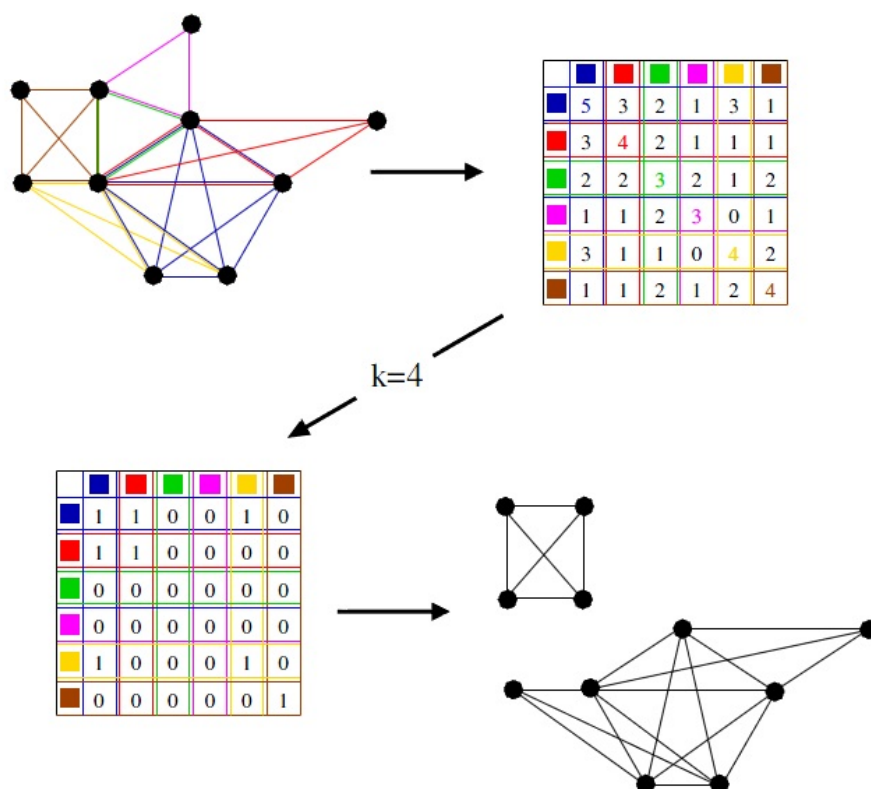 5 3 2 1 3 1
3 4 2 1 1 1
2 2 3 2 1 2
1 1 2 3 0 1
3 1 1 0 4 2
1 1 2 1 2 4
k=4
1 1 0 0 1 0
1 1 0 0 0 0
0 0 0 0 0 0
0 0 0 0 0 0
1 0 0 0 1 0
0 0 0 0 0 1